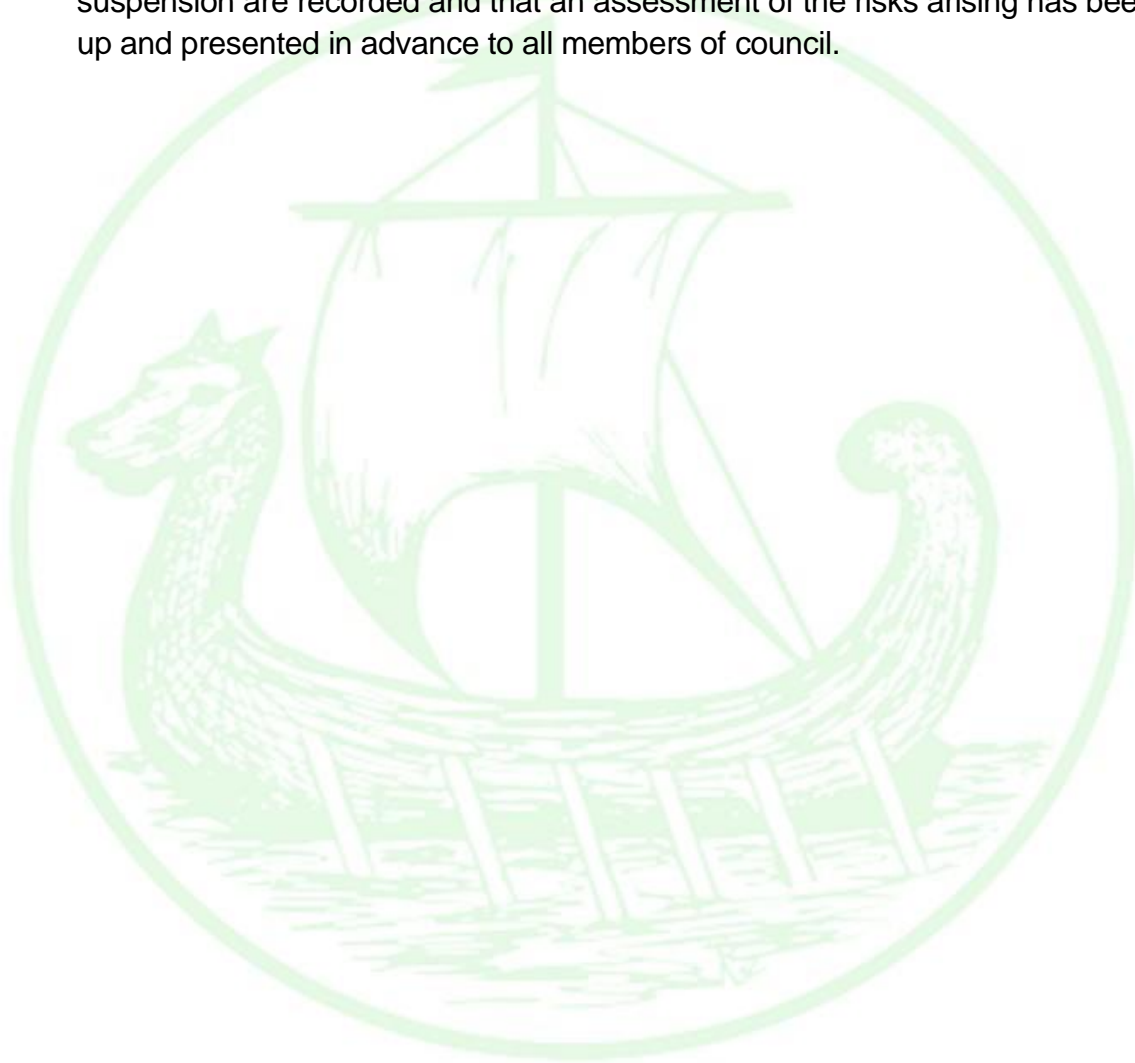 suspension are recorded and that an assessment of the risks arising has
up and presented in advance to all members of council.